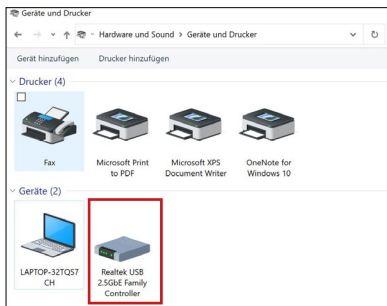 Geräte und Drucker
Hardware und Sound > Geräte und Drucker
Gerät hinzufügen Drucker hinzufügen
Drucker (4)
Fax Microsoft Print Microsoft XPS OneNote for
to PDF Document Writer Windows 10
Geräte (2)
LAPTOP-32TQS7 Realtek USB
CH 2.5GbE Family
Controller